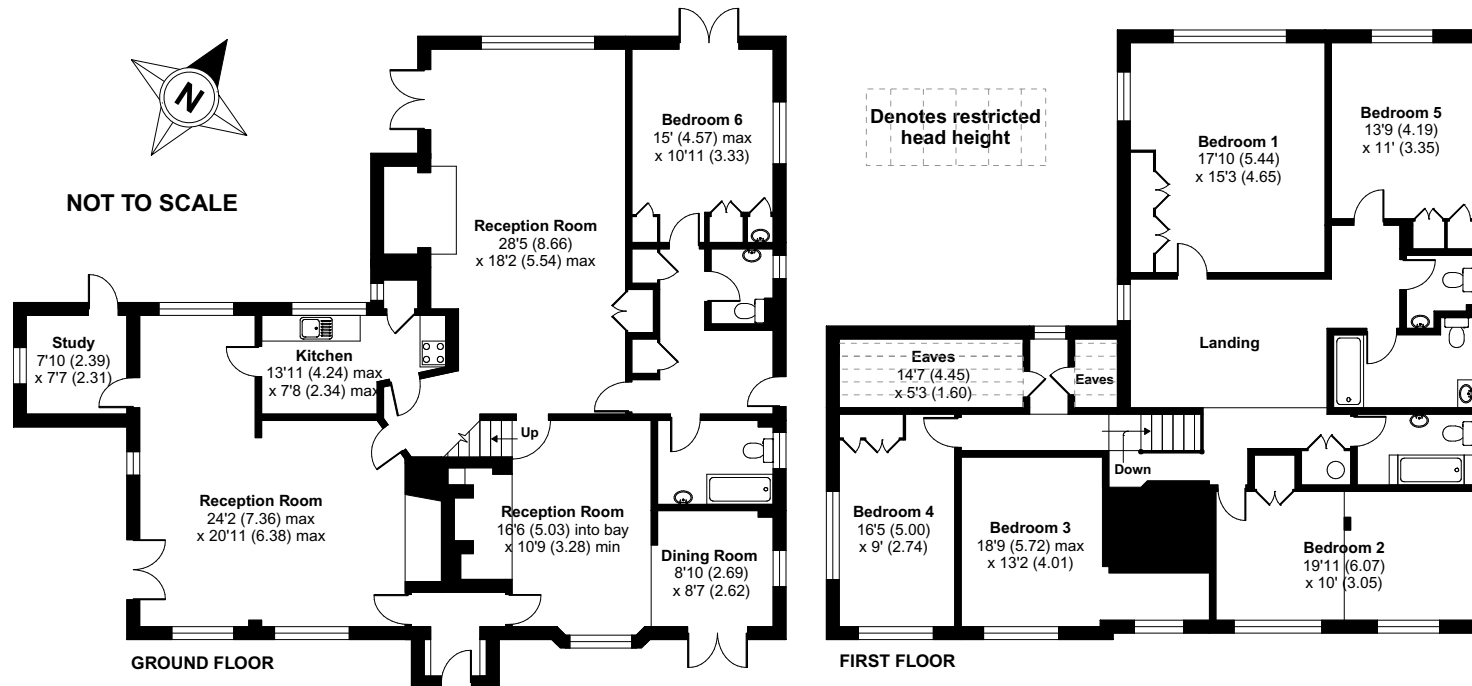 N
NOT TO SCALE
Study
7'10 (2.39)
x 7'7 (2.31)
Kitchen
13'11 (4.24) max
x 7'8 (2.34) max
Reception Room
28'5 (8.66)
x 18'2 (5.54) max
Bedroom 6
15' (4.57) max
x 10'11 (3.33)
Up
Reception Room
24'2 (7.36) max
x 20'11 (6.38) max
Reception Room
16'6 (5.03) into bay
x 10'9 (3.28) min
Dining Room
8'10 (2.69)
x 8'7 (2.62)
GROUND FLOOR
Denotes restricted
head height
Bedroom 1
17'10 (5.44)
x 15'3 (4.65)
Bedroom 5
13'9 (4.19)
x 11' (3.35)
Landing
Eaves
14'7 (4.45)
x 5'3 (1.60)
Eaves
Down
Bedroom 4
16'5 (5.00)
x 9' (2.74)
Bedroom 3
18'9 (5.72) max
x 13'2 (4.01)
Bedroom 2
19'11 (6.07)
x 10' (3.05)
FIRST FLOOR